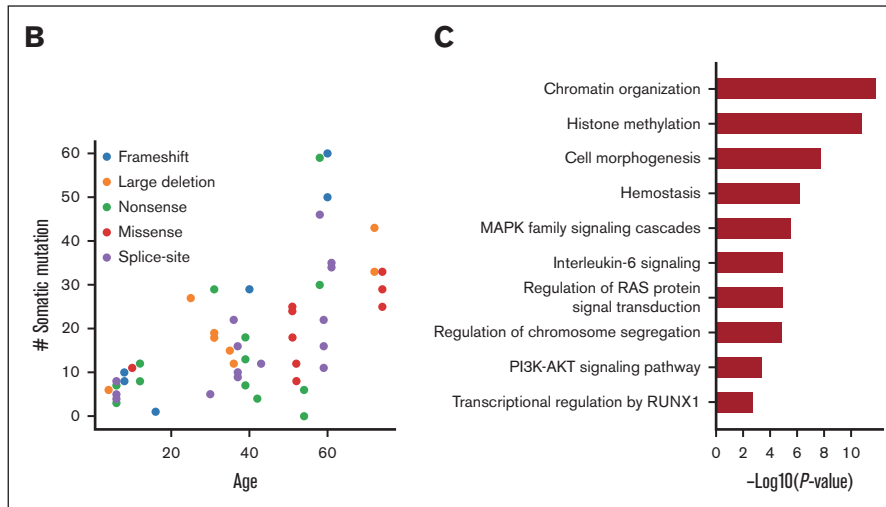 B
# Somatic mutation
60
50
40
30
20
10
0
Frameshift
Large deletion
Nonsense
Missense
Splice-site
20
40
60
Age
C
Chromatin organization
Histone methylation
Cell morphogenesis
Hemostasis
MAPK family signaling cascades
Interleukin-6 signaling
Regulation of RAS protein
signal transduction
Regulation of chromosome segregation
PI3K-AKT signaling pathway
Transcriptional regulation by RUNX1
0 2 4 6 8 10
–Log10(P-value)